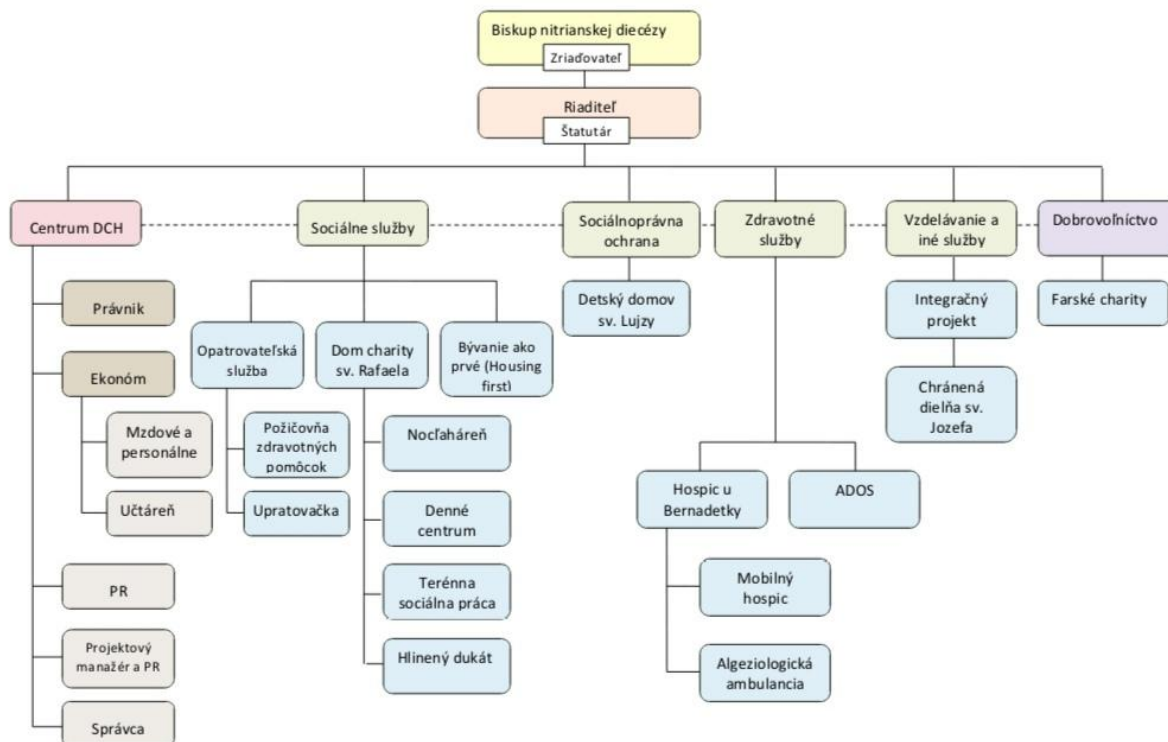 Biskup nitrianskej diecézy
Zriaďovateľ
Riaditeľ
Štatutár
Centrum DCH
Sociálne služby
Sociálnoprávna
ochrana
Zdravotné
služby
Vzdelávanie a
iné služby
Dobrovoľníctvo
Právnik
Ekonóm
Mzdové a
personálne
Učtáreň
PR
Projektový
manažér a PR
Správca
Opatrovateľská
služba
Požičovňa
zdravotných
pomôcok
Upratovačka
Dom charity
sv. Rafaela
Nocľaháreň
Denné
centrum
Terénna
sociálna práca
Hlinený dukát
Bývanie ako
prvé (Housing
first)
Detský domov
sv. Lujzy
Hospic u
Bernadetky
Mobilný
hospic
Algeziologická
ambulancia
ADOS
Integračný
projekt
Chránená
dielňa sv.
Jozefa
Farské charity